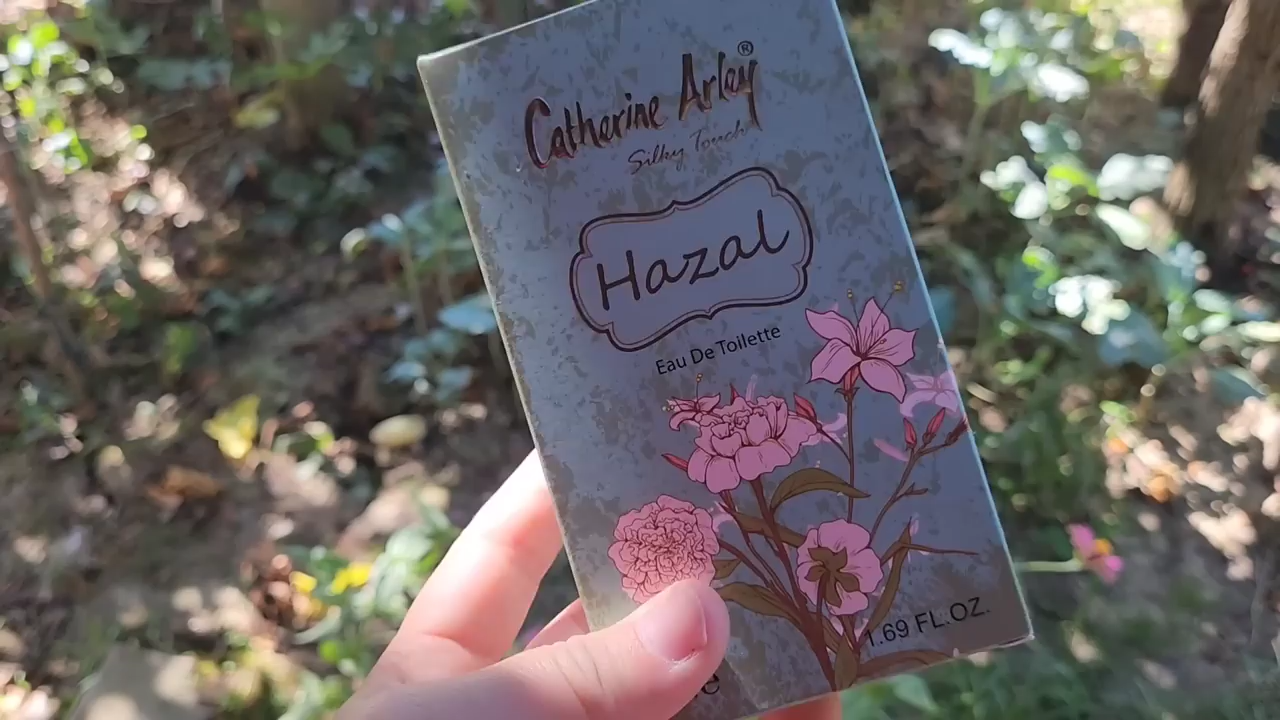 Catherine Arley®
Silky Touch
Hazal
Eau De Toilette
1.69 FL.OZ.
e